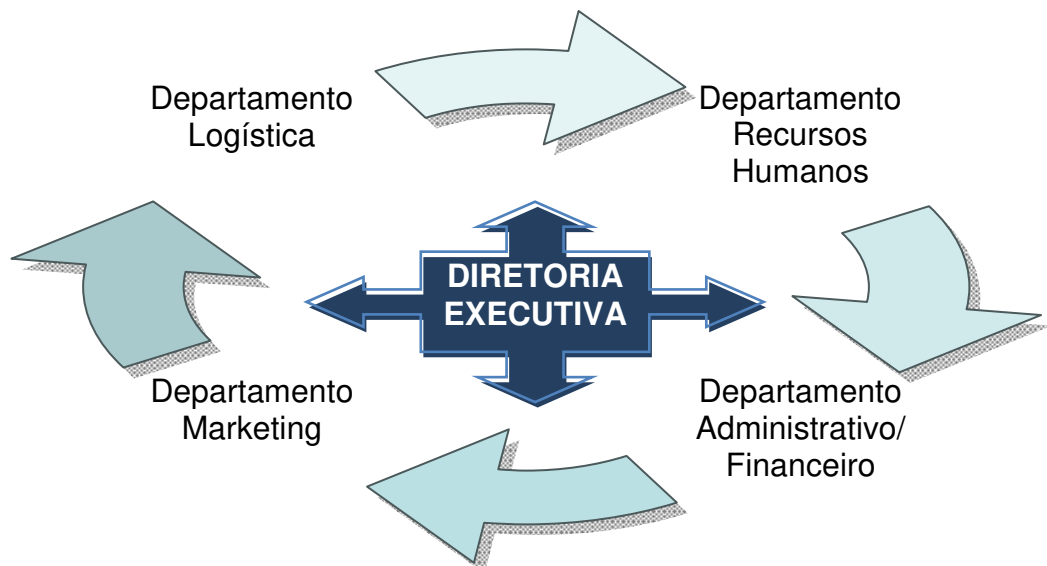 Departamento
Logística
Departamento
Recursos
Humanos
DIRETORIA
EXECUTIVA
Departamento
Marketing
Departamento
Administrativo/
Financeiro